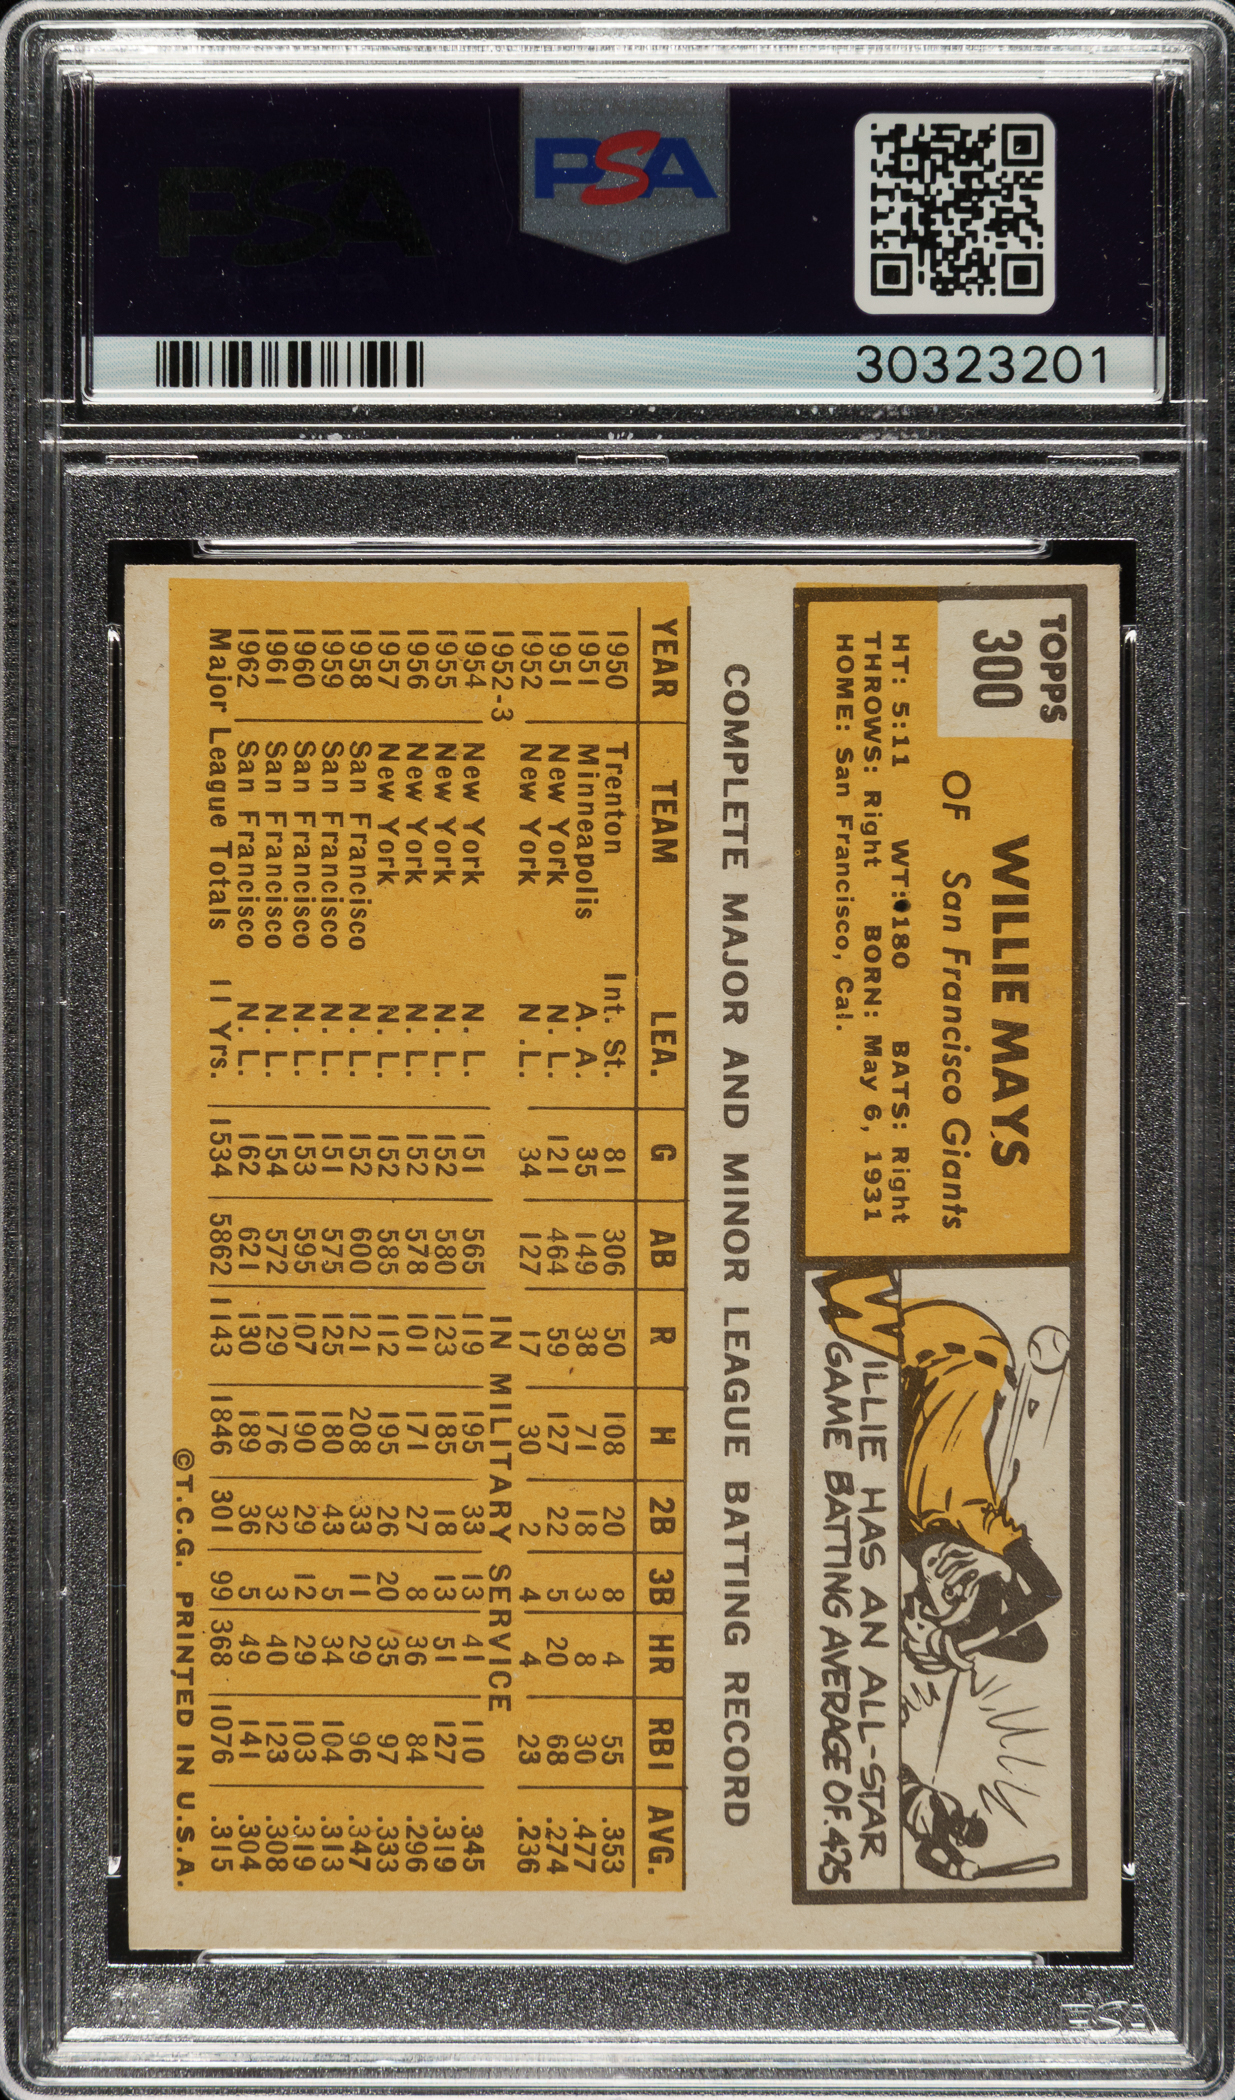 PSA
PSA
30323201
TOPPS
300
WILLIE MAYS
OF San Francisco Giants
HT: 5:11 WT: 180 BATS: Right
THROWS: Right BORN: May 6, 1931
HOME: San Francisco, Cal.
WILLIE HAS AN ALL-STAR
GAME BATTING AVERAGE OF .425
COMPLETE MAJOR AND MINOR LEAGUE BATTING RECORD
YEAR TEAM LEA. G AB R H 2B 3B HR RBI AVG.
1950 Trenton Int. St. 81 306 50 108 20 8 4 55 .353
1951 Minneapolis A. A. 35 149 38 71 18 3 8 30 .477
1951 New York N. L. 121 464 59 127 22 5 20 68 .274
1952 New York N .L. 34 127 17 30 2 4 4 23 .236
1952-3 IN MILITARY SERVICE
1954 New York N. L. 151 565 119 195 33 13 41 110 .345
1955 New York N. L. 152 580 123 185 18 13 51 127 .319
1956 New York N. L. 152 578 101 171 27 8 36 84 .296
1957 New York N. L. 152 585 112 195 26 20 35 97 .333
1958 San Francisco N. L. 152 600 121 208 33 11 29 96 .347
1959 San Francisco N. L. 151 575 125 180 43 5 34 104 .313
1960 San Francisco N. L. 153 595 107 190 29 12 29 103 .319
1961 San Francisco N. L. 154 572 129 176 32 3 40 123 .308
1962 San Francisco N. L. 162 621 130 189 36 5 49 141 .304
Major League Totals 11 Yrs. 1534 5862 1143 1846 301 99 368 1076 .315
©T.C.G. PRINTED IN U.S.A.
PSA